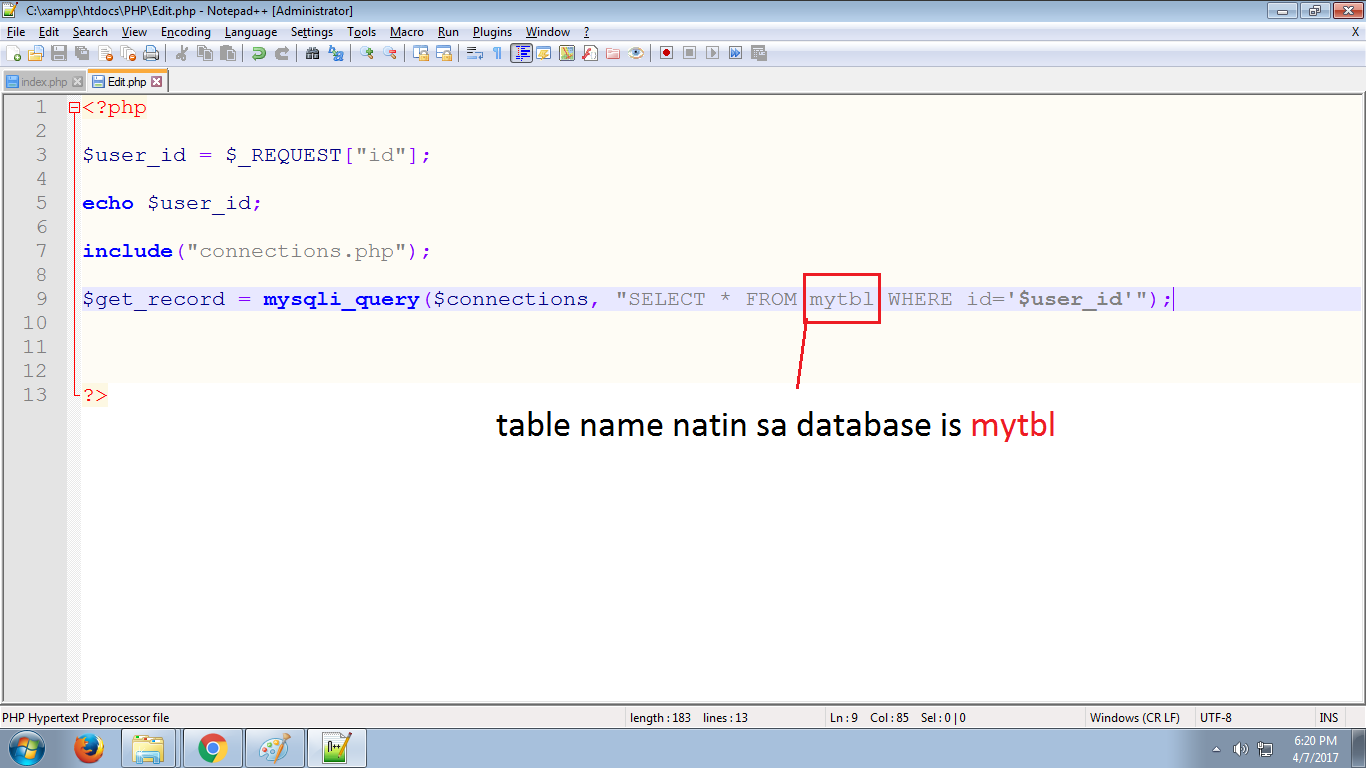 C:\xampp\htdocs\PHP\Edit.php - Notepad++ [Administrator]
File Edit Search View Encoding Language Settings Tools Macro Run Plugins Window ? X
index.php Edit.php
1 <?php
2
3 $user_id = $_REQUEST["id"];
4
5 echo $user_id;
6
7 include("connections.php");
8
9 $get_record = mysqli_query($connections, "SELECT * FROM mytbl WHERE id='$user_id'");
10
11
12
13 ?>
table name natin sa database is mytbl
PHP Hypertext Preprocessor file length : 183 lines : 13 Ln : 9 Col : 85 Sel : 0 | 0 Windows (CR LF) UTF-8 INS
6:20 PM
4/7/2017